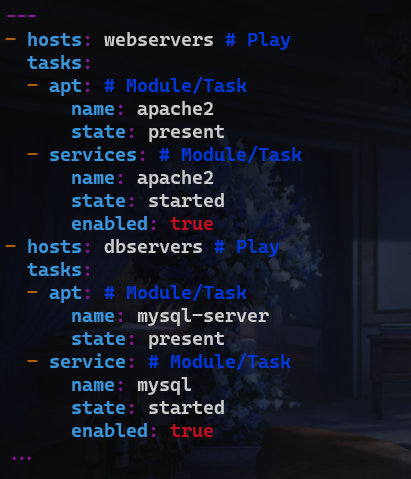 ---
- hosts: webservers # Play
  tasks:
  - apt: # Module/Task
      name: apache2
      state: present
  - services: # Module/Task
      name: apache2
      state: started
      enabled: true
- hosts: dbservers # Play
  tasks:
  - apt: # Module/Task
      name: mysql-server
      state: present
  - service: # Module/Task
      name: mysql
      state: started
      enabled: true
...